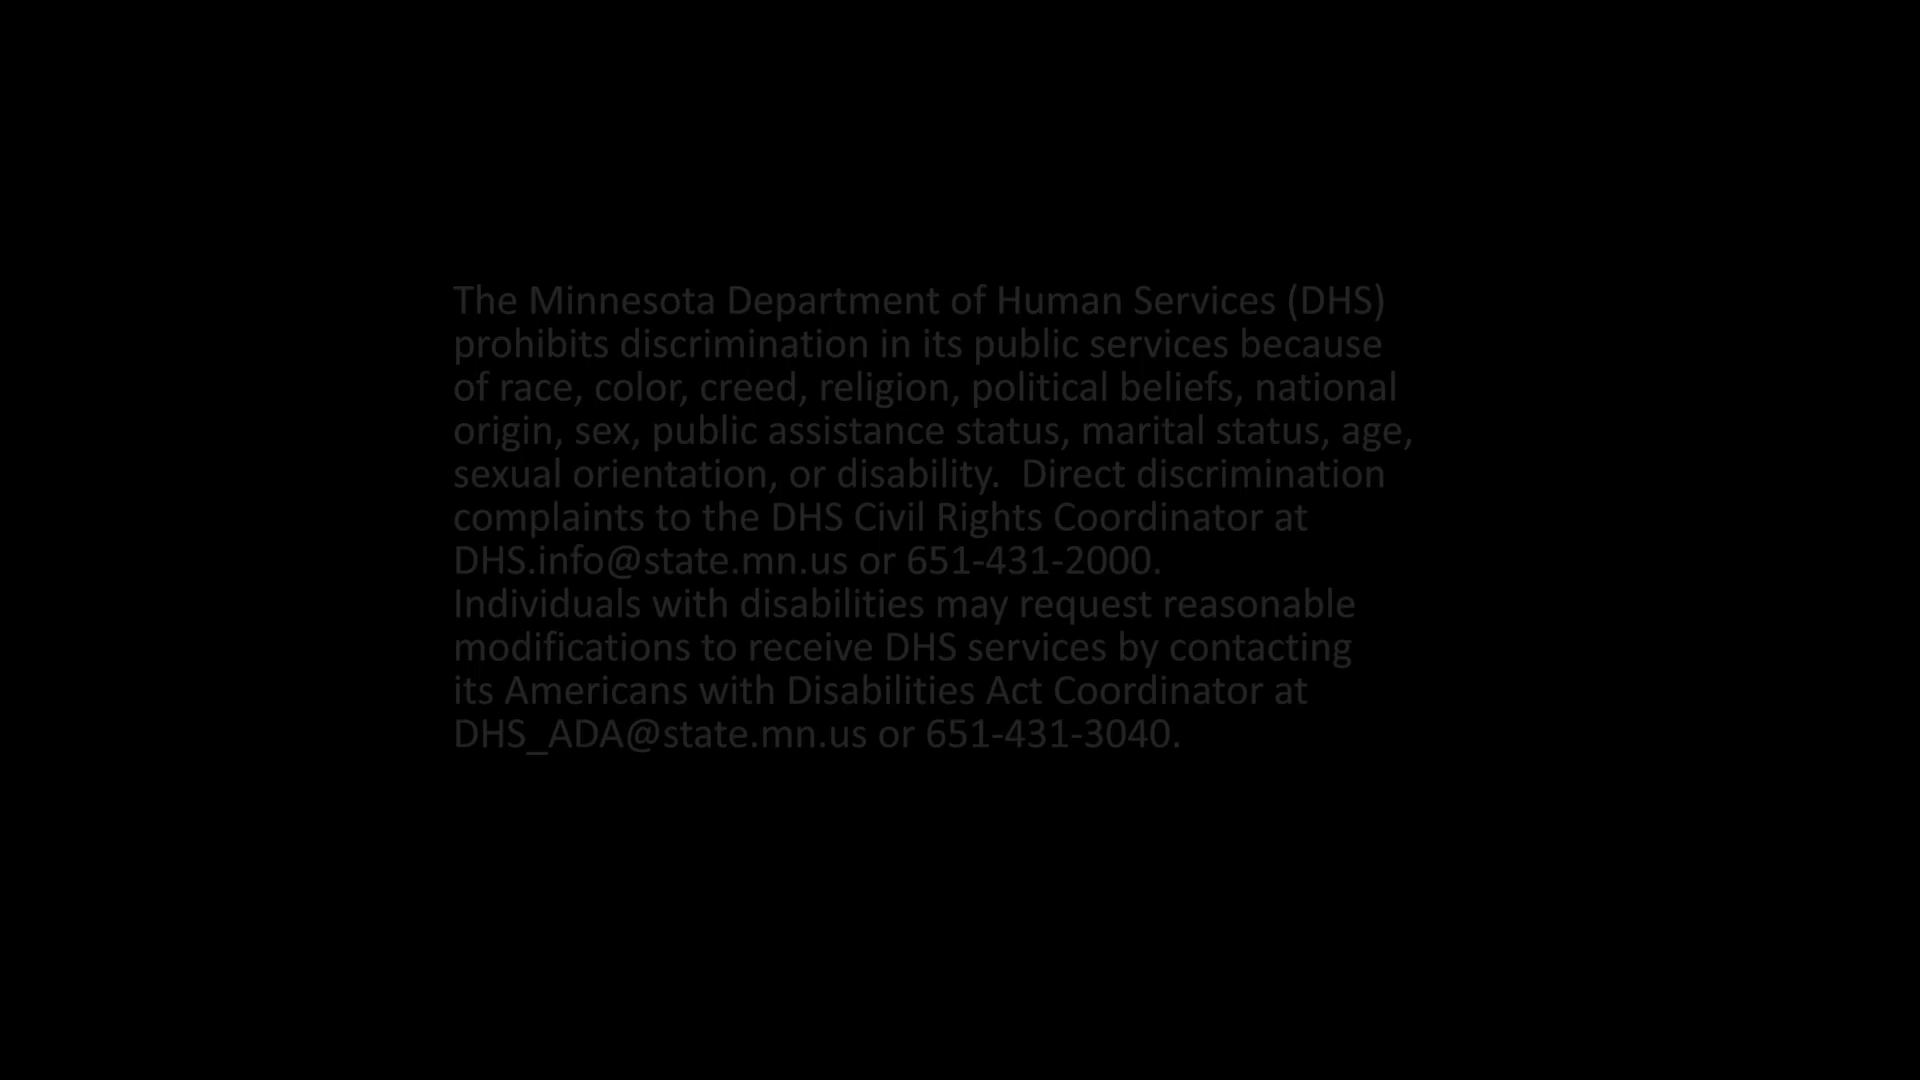 The Minnesota Department of Human Services (DHS)
prohibits discrimination in its public services because
of race, color, creed, religion, political beliefs, national
origin, sex, public assistance status, marital status, age,
sexual orientation, or disability.  Direct discrimination
complaints to the DHS Civil Rights Coordinator at
DHS.info@state.mn.us or 651-431-2000.
Individuals with disabilities may request reasonable
modifications to receive DHS services by contacting
its Americans with Disabilities Act Coordinator at
DHS_ADA@state.mn.us or 651-431-3040.